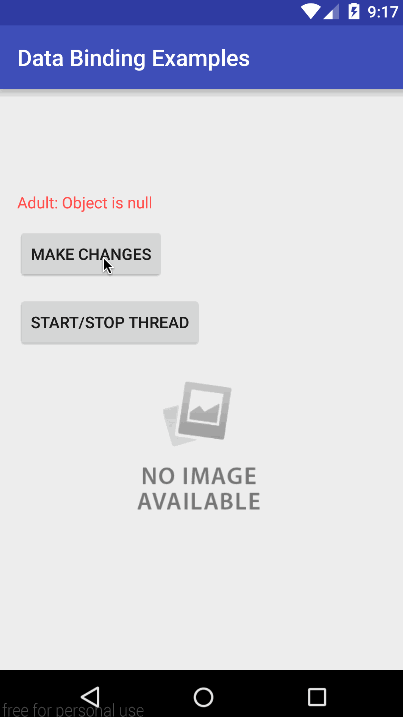 9:17
Data Binding Examples
Adult: Object is null
MAKE CHANGES
START/STOP THREAD
NO IMAGE
AVAILABLE
free for personal use